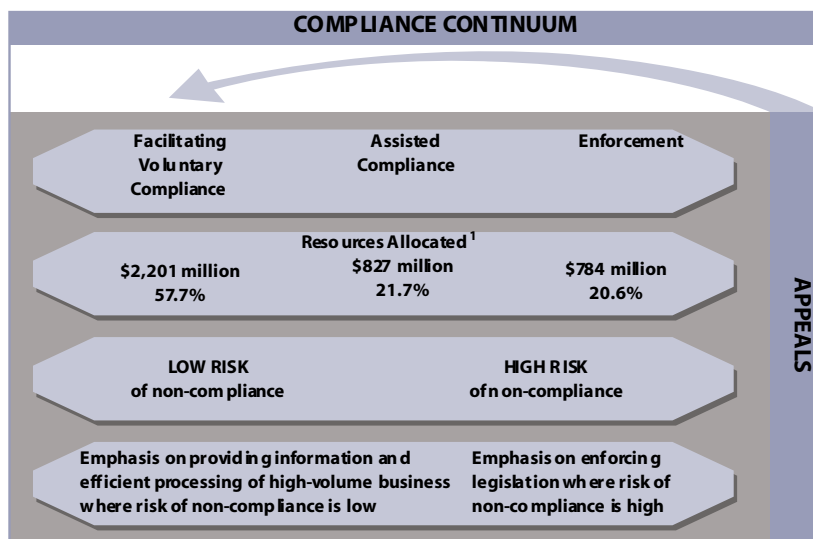 COMPLIANCE CONTINUUM
Facilitating
Voluntary
Compliance
Assisted
Compliance
Enforcement
Resources Allocated 1
$2,201 million
57.7%
$827 million
21.7%
$784 million
20.6%
LOW RISK
of non-compliance
HIGH RISK
of non-compliance
Emphasis on providing information and
efficient processing of high-volume business
where risk of non-compliance is low
Emphasis on enforcing
legislation where risk of
non-compliance is high
APPEALS